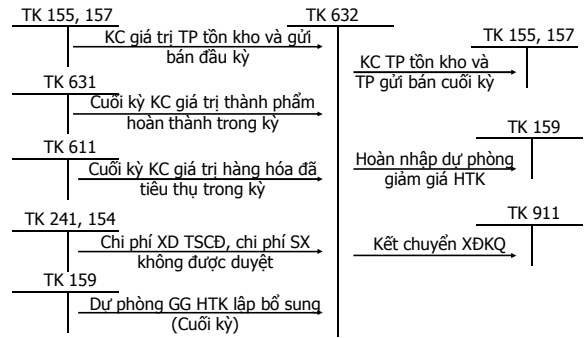 TK 155, 157
TK 632
KC giá trị TP tồn kho và gửi
bán đầu kỳ
TK 155, 157
KC TP tồn kho và
TP gửi bán cuối kỳ
TK 631
Cuối kỳ KC giá trị thành phẩm
hoàn thành trong kỳ
TK 159
TK 611
Cuối kỳ KC giá trị hàng hóa đã
tiêu thụ trong kỳ
Hoàn nhập dự phòng
giảm giá HTK
TK 911
TK 241, 154
Chi phí XD TSCĐ, chi phí SX
không được duyệt
Kết chuyển XĐKQ
TK 159
Dự phòng GG HTK lập bổ sung
(Cuối kỳ)